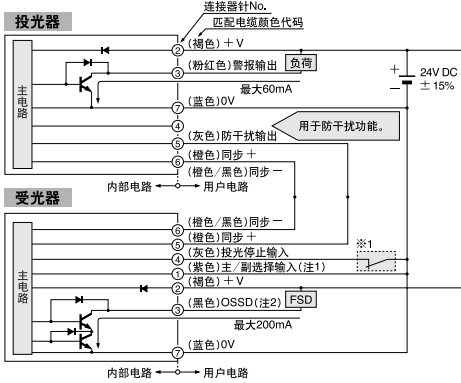 连接器针No.
匹配电缆颜色代码
投光器
② (褐色) ＋V
③ (粉红色) 警报输出
负荷
最大60mA
主电路
⑦ (蓝色) 0V
④
用于防干扰功能。
⑤ (灰色) 防干扰输出
⑥ (橙色) 同步＋
(橙色/黑色) 同步－
内部电路 用户电路
＋
－
24V DC
±15%
受光器
⑥ (橙色/黑色) 同步－
⑤ (橙色) 同步＋
④ (灰色) 投光停止输入
※1
① (紫色) 主/副选择输入(注1)
② (褐色) ＋V
主电路
③ (黑色) OSSD(注2)
FSD
最大200mA
⑦ (蓝色) 0V
内部电路 用户电路